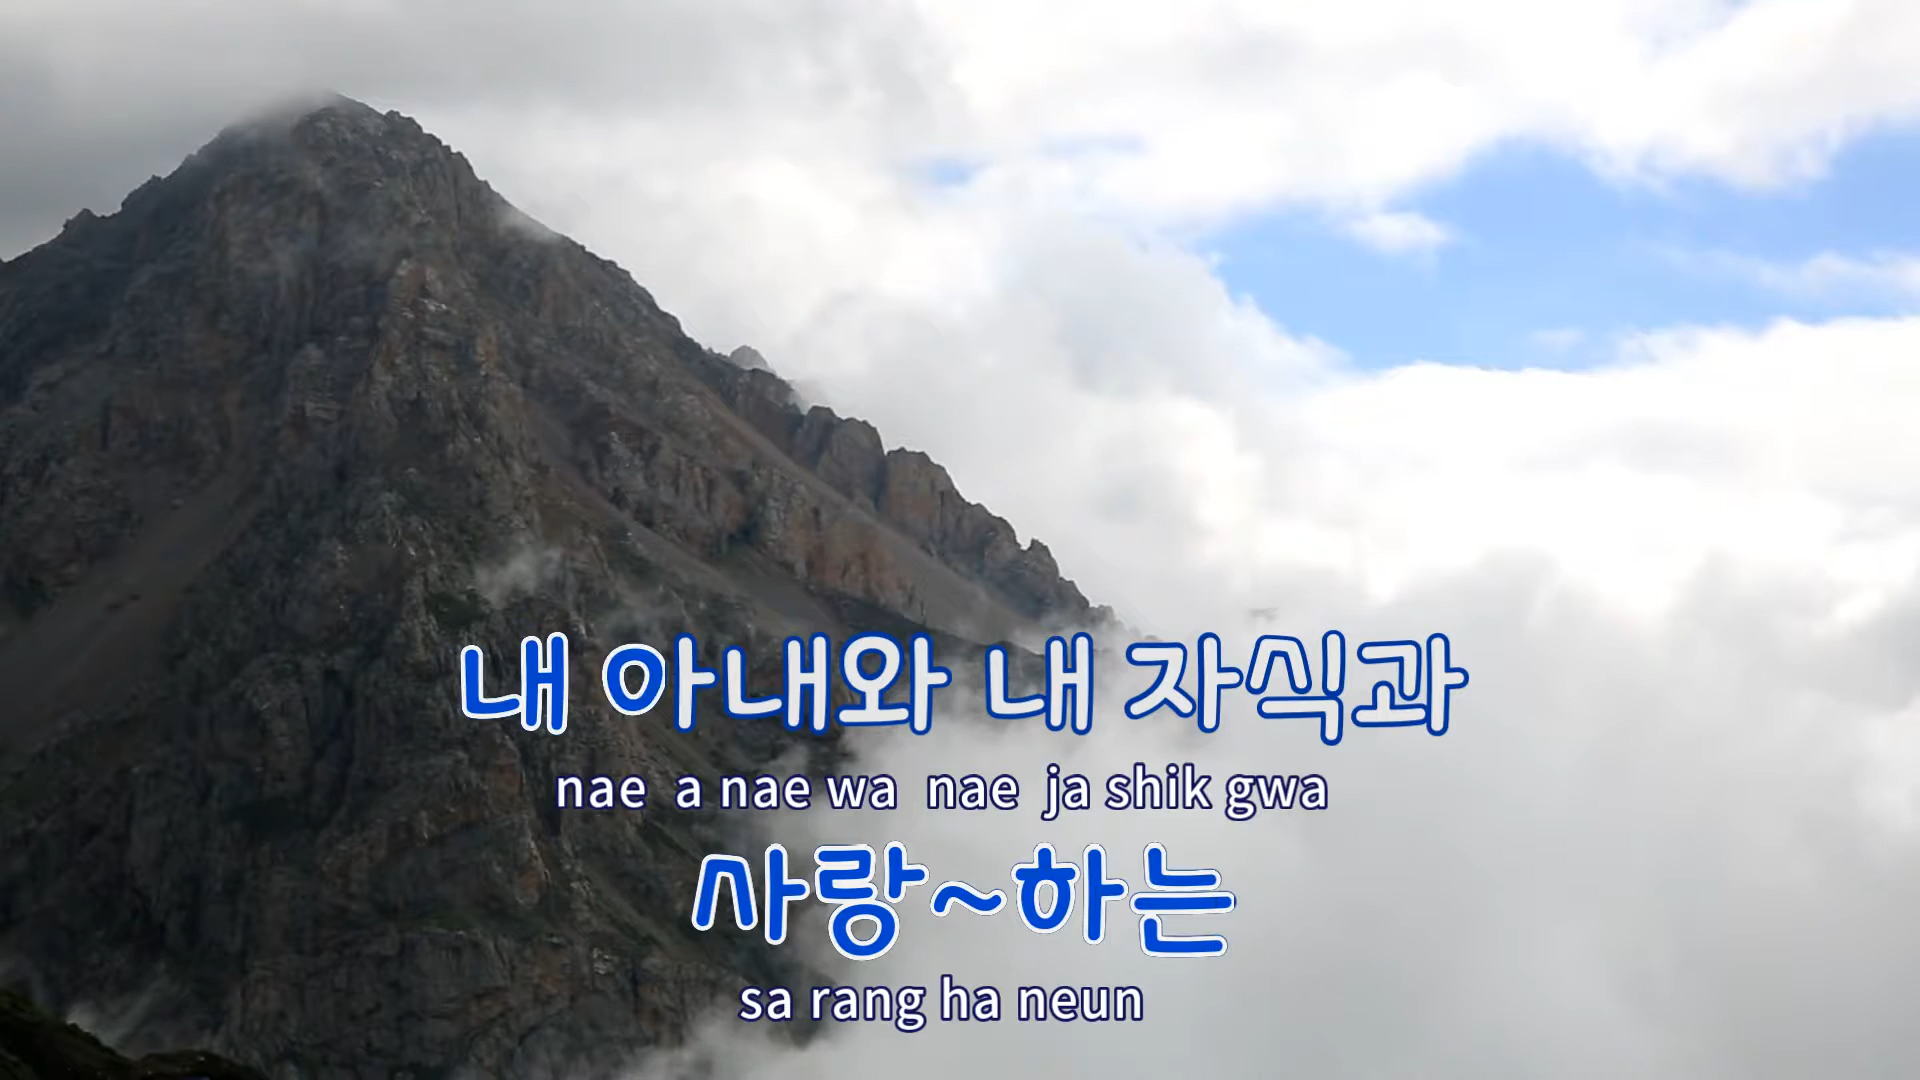 내 아내와 내 자식과
nae a nae wa nae ja shik gwa
사랑~하는
sa rang ha neun